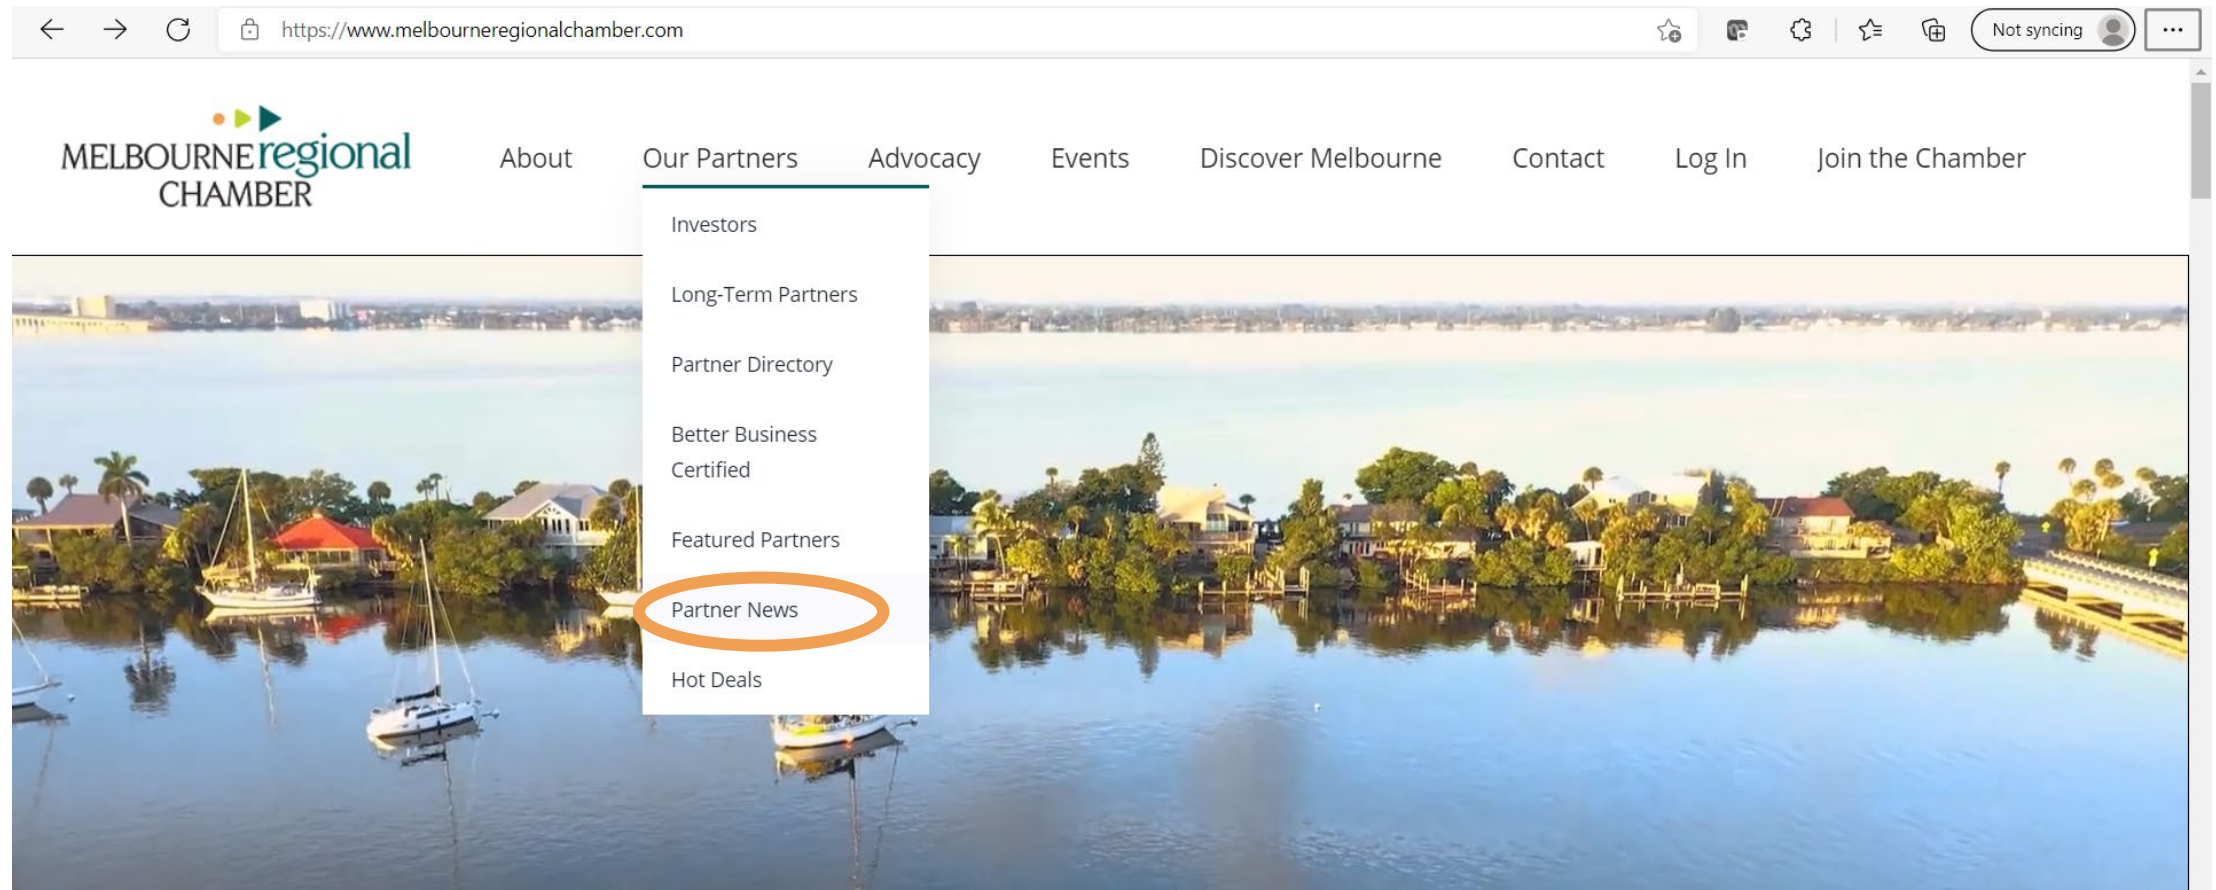 https://www.melbourneregionalchamber.com
Not syncing
MELBOURNE regional
CHAMBER
About
Our Partners
Advocacy
Events
Discover Melbourne
Contact
Log In
Join the Chamber
Investors
Long-Term Partners
Partner Directory
Better Business
Certified
Featured Partners
Partner News
Hot Deals